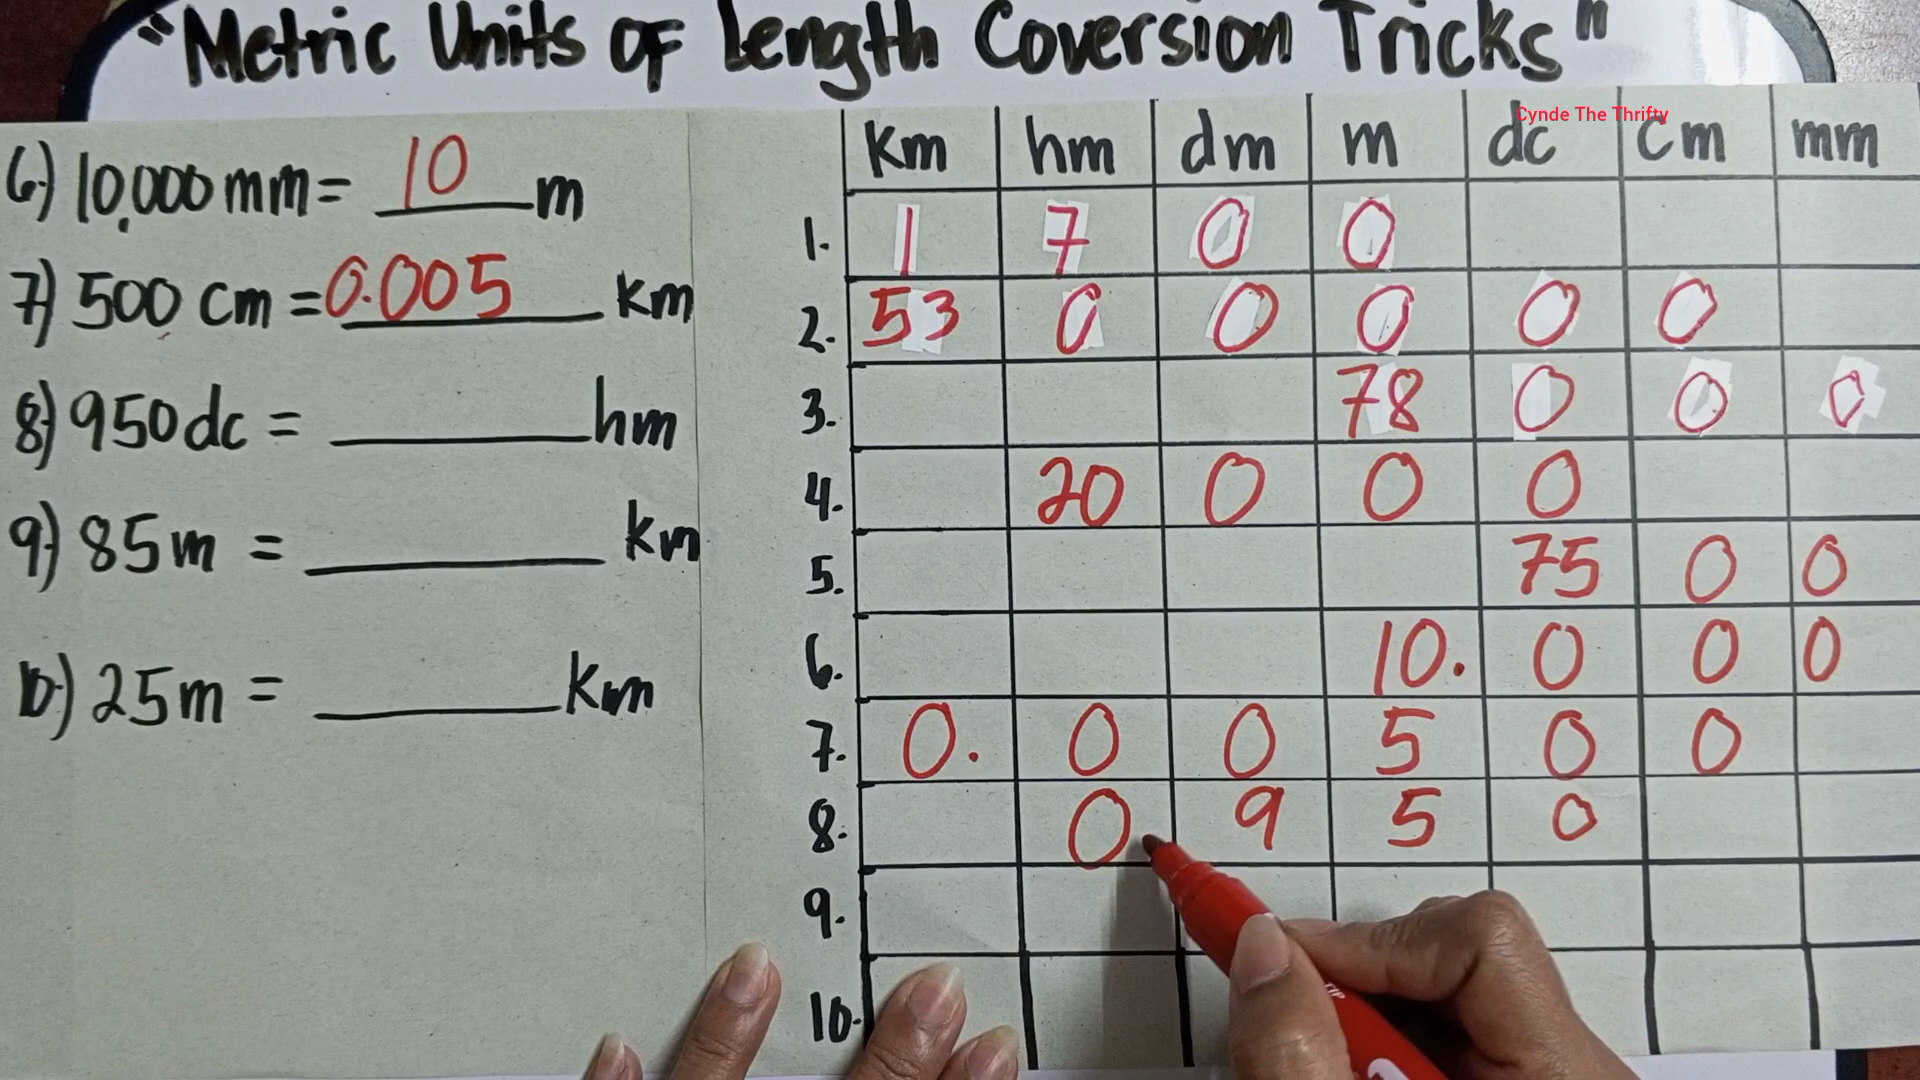 "Metric Units of Length Coversion Tricks"
Cynde The Thrifty
6) 10,000 mm = 10 m
7) 500 cm = 0.005 km
8) 950 dc = ______ hm
9) 85 m = ______ km
10) 25 m = ______ km
km hm dm m dc cm mm
1. 1 7 0 0
2. 53 0 0 0 0 0
3. 78 0 0 0
4. 20 0 0 0
5. 75 0 0
6. 10. 0 0 0
7. 0. 0 0 5 0 0
8. 0 9 5 0
9.
10.